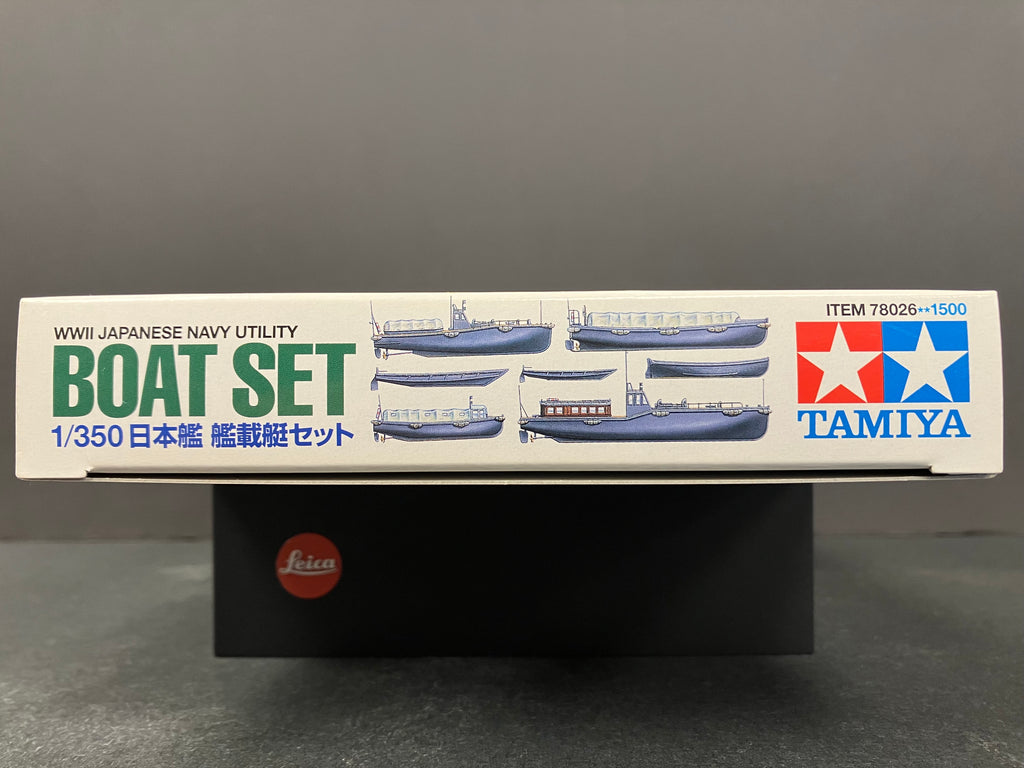 WWII JAPANESE NAVY UTILITY
BOAT SET
1/350 日本艦 艦載艇セット
ITEM 78026**1500
TAMIYA
Leica